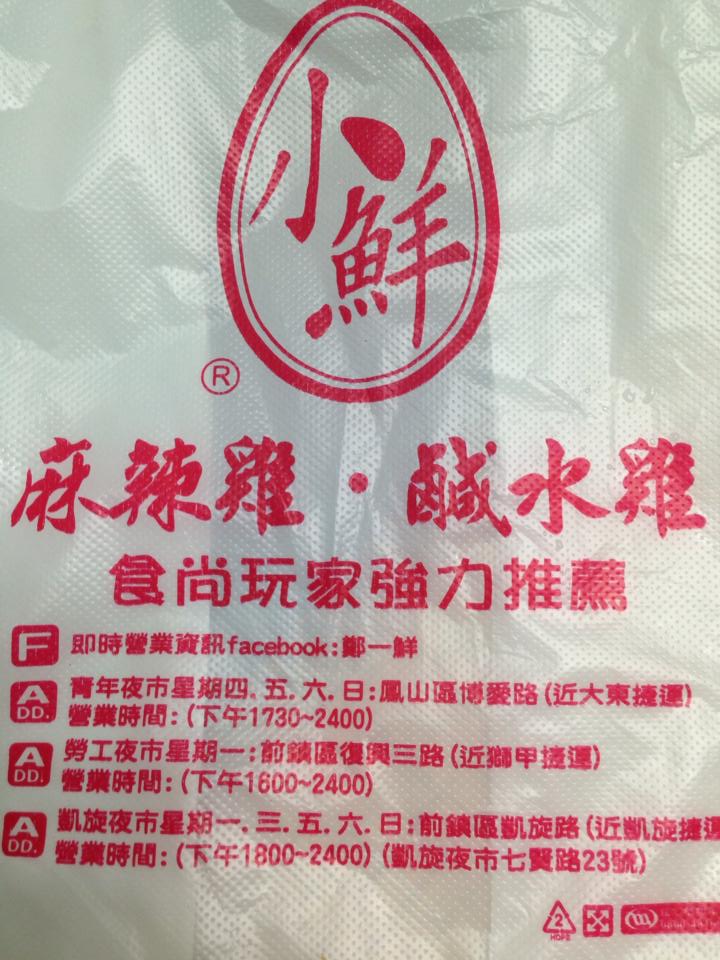 小
鮮
®
麻辣雞·鹹水雞
食尚玩家強力推薦
F 即時營業資訊facebook:鄭一鮮
ADD. 青年夜市星期四.五.六.日:鳳山區博愛路(近大東捷運)
營業時間:(下午1730~2400)
ADD. 勞工夜市星期一:前鎮區復興三路(近獅甲捷運)
營業時間:(下午1600~2400)
ADD. 凱旋夜市星期一.三.五.六.日:前鎮區凱旋路(近凱旋捷運
營業時間:(下午1800~2400)(凱旋夜市七賢路23號)
2
HDPE